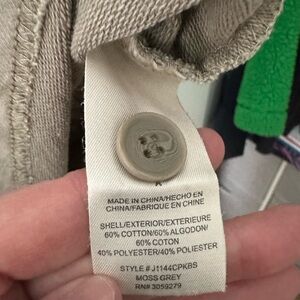 MADE IN CHINA/HECHO EN
CHINA/FABRIQUE EN CHINE
SHELL/EXTERIOR/EXTERIEURE
60% COTTON/60% ALGODON/
60% COTON
40% POLYESTER/40% POLIESTER
STYLE # J1144CPKBS
MOSS GREY
RN# 3059279